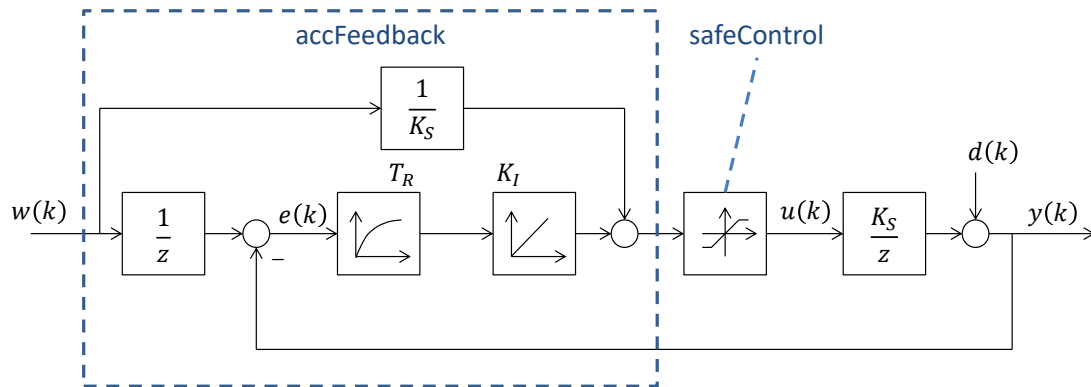 accFeedback
safeControl
1
K_S
T_R
K_I
d(k)
w(k)
1
z
e(k)
u(k)
K_S
z
y(k)
−